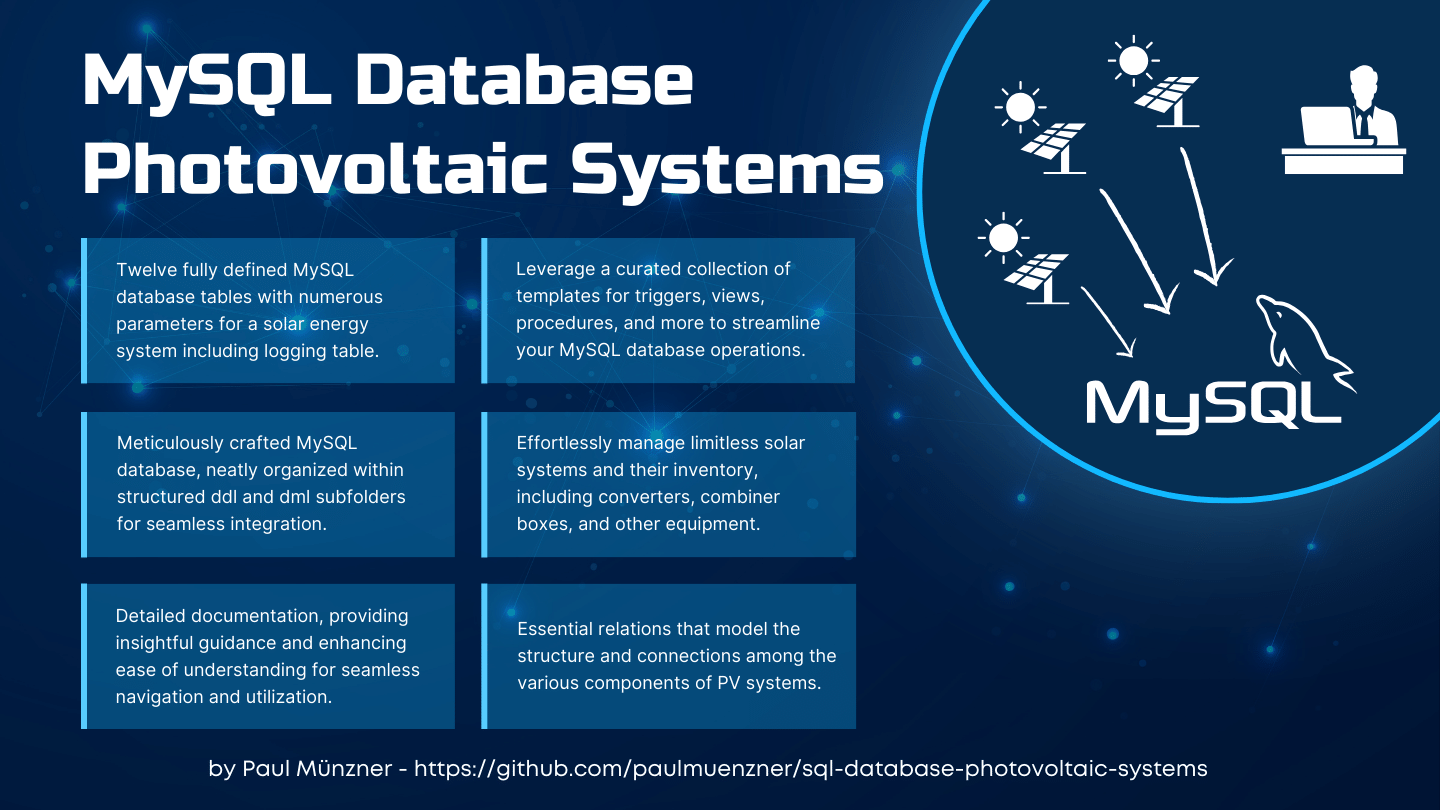 MySQL Database
Photovoltaic Systems
Twelve fully defined MySQL
database tables with numerous
parameters for a solar energy
system including logging table.
Leverage a curated collection of
templates for triggers, views,
procedures, and more to streamline
your MySQL database operations.
Meticulously crafted MySQL
database, neatly organized within
structured ddl and dml subfolders
for seamless integration.
Effortlessly manage limitless solar
systems and their inventory,
including converters, combiner
boxes, and other equipment.
Detailed documentation, providing
insightful guidance and enhancing
ease of understanding for seamless
navigation and utilization.
Essential relations that model the
structure and connections among the
various components of PV systems.
MySQL
by Paul Münzner - https://github.com/paulmuenzner/sql-database-photovoltaic-systems